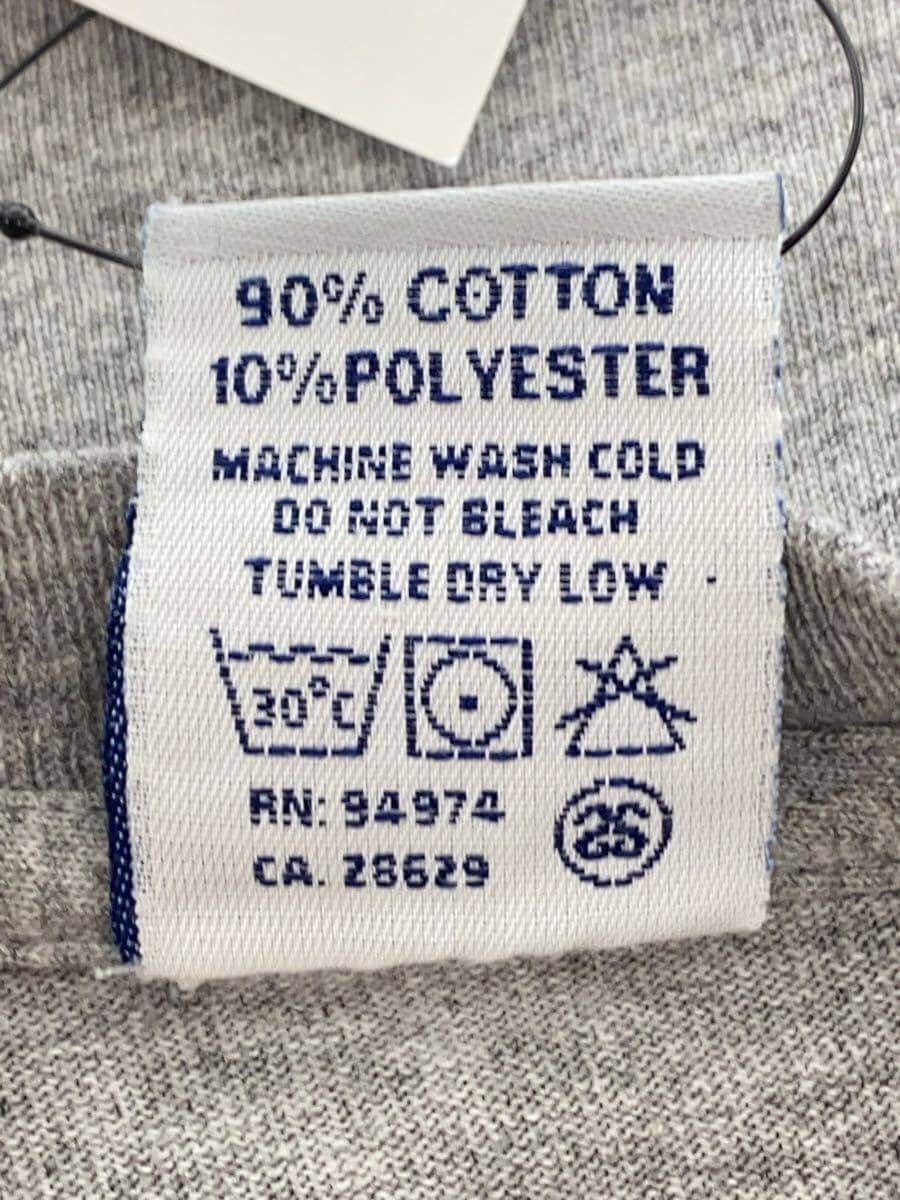 90% COTTON
10% POLYESTER
MACHINE WASH COLD
DO NOT BLEACH
TUMBLE DRY LOW
30°C
RN: 94974
CA. 28629